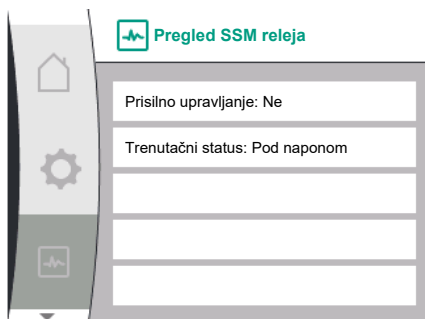 Pregled SSM releja
Prisilno upravljanje: Ne
Trenutačni status: Pod naponom